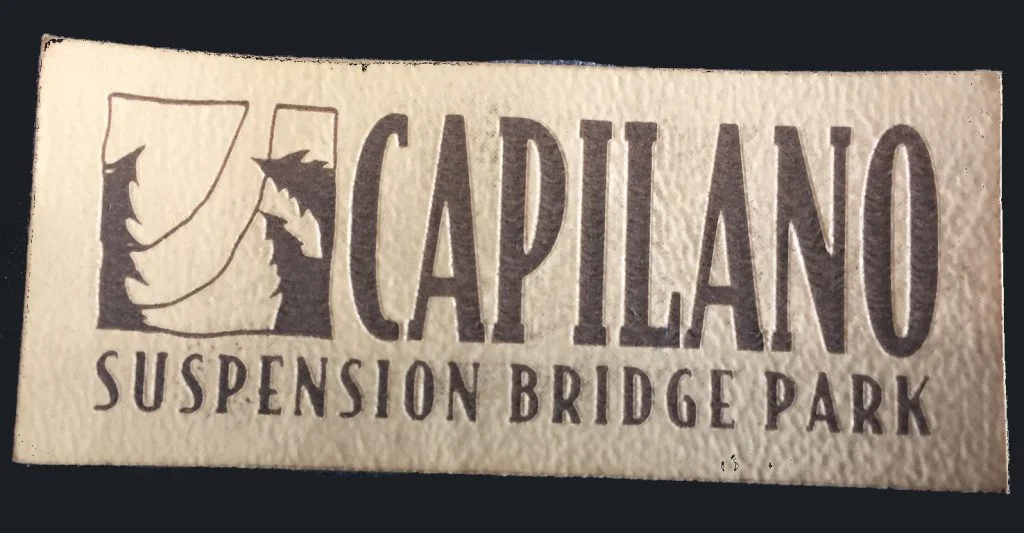 CAPILANO
SUSPENSION BRIDGE PARK